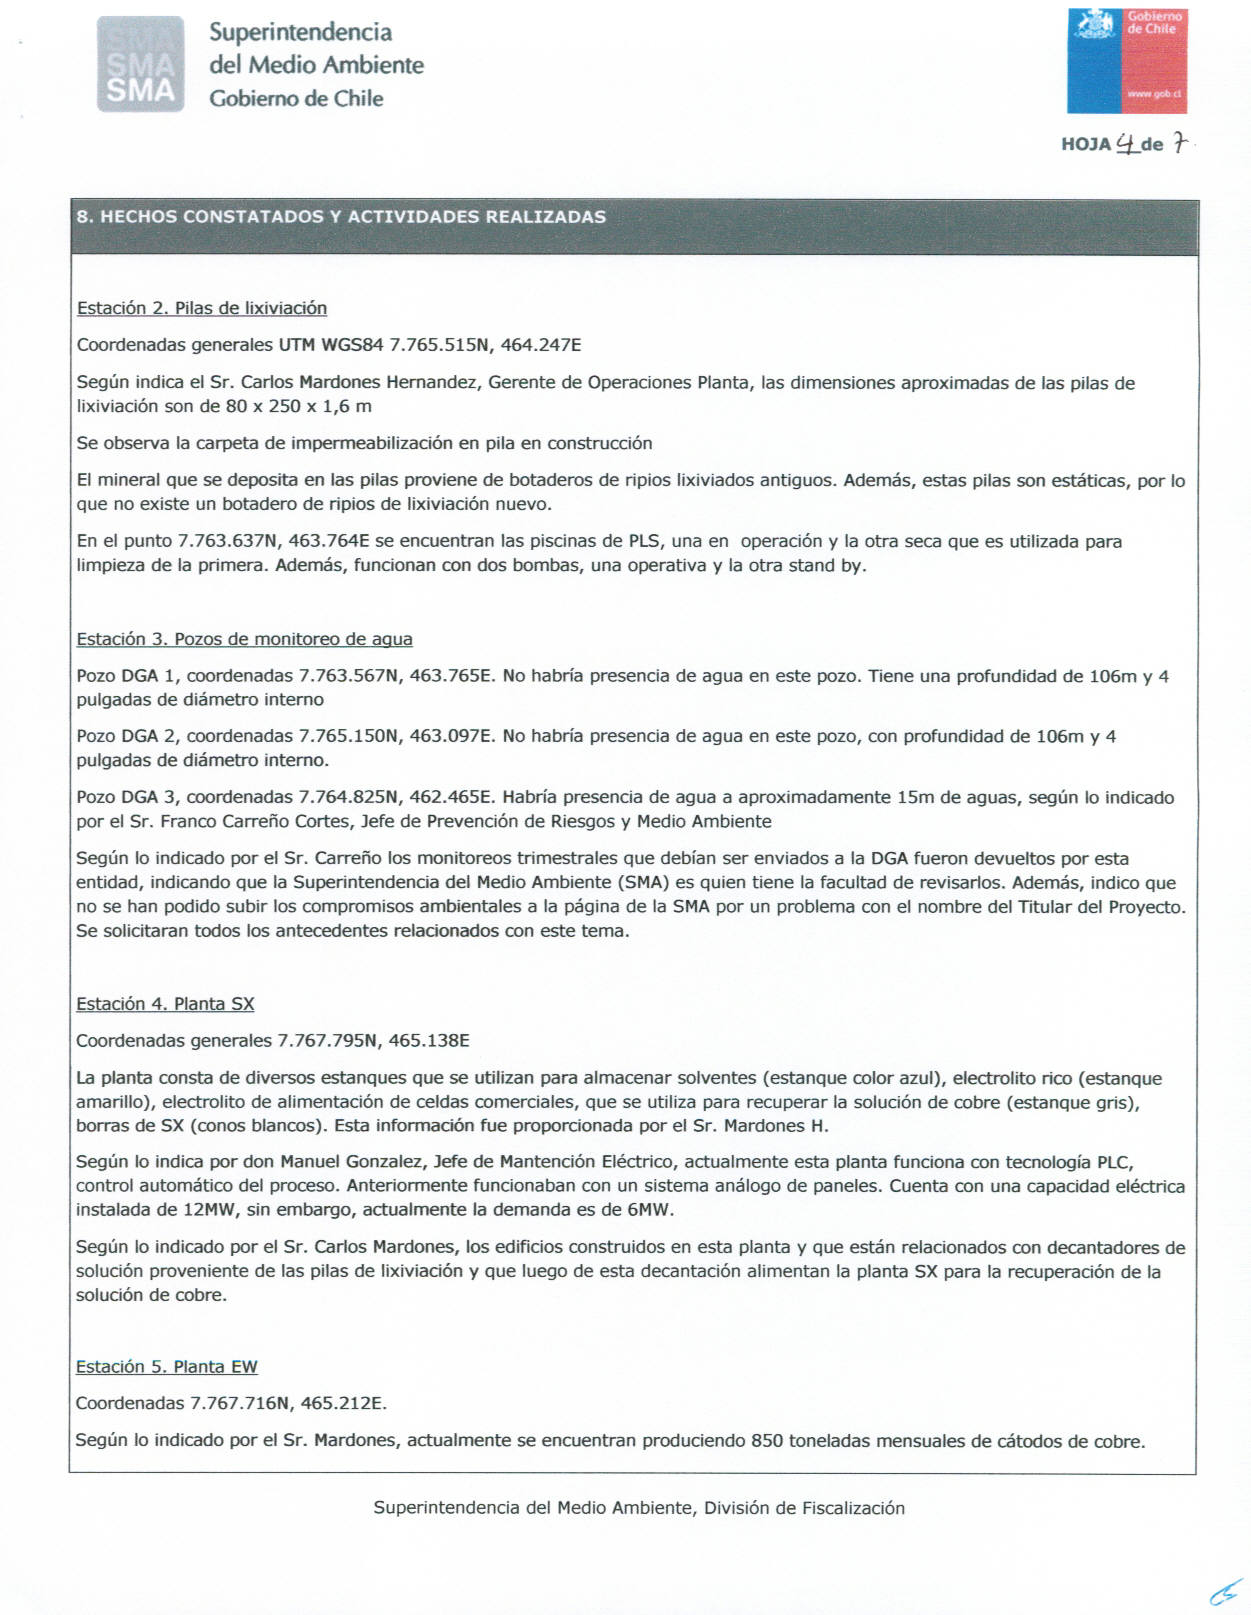 SMA
SMA
SMA
Superintendencia
del Medio Ambiente
Gobierno de Chile
Gobierno
de Chile
www.gob.cl
HOJA 4 de 7.
8. HECHOS CONSTATADOS Y ACTIVIDADES REALIZADAS
Estación 2. Pilas de lixiviación
Coordenadas generales UTM WGS84 7.765.515N, 464.247E
Según indica el Sr. Carlos Mardones Hernandez, Gerente de Operaciones Planta, las dimensiones aproximadas de las pilas de
lixiviación son de 80 x 250 x 1,6 m
Se observa la carpeta de impermeabilización en pila en construcción
El mineral que se deposita en las pilas proviene de botaderos de ripios lixiviados antiguos. Además, estas pilas son estáticas, por lo
que no existe un botadero de ripios de lixiviación nuevo.
En el punto 7.763.637N, 463.764E se encuentran las piscinas de PLS, una en  operación y la otra seca que es utilizada para
limpieza de la primera. Además, funcionan con dos bombas, una operativa y la otra stand by.
Estación 3. Pozos de monitoreo de agua
Pozo DGA 1, coordenadas 7.763.567N, 463.765E. No habría presencia de agua en este pozo. Tiene una profundidad de 106m y 4
pulgadas de diámetro interno
Pozo DGA 2, coordenadas 7.765.150N, 463.097E. No habría presencia de agua en este pozo, con profundidad de 106m y 4
pulgadas de diámetro interno.
Pozo DGA 3, coordenadas 7.764.825N, 462.465E. Habría presencia de agua a aproximadamente 15m de aguas, según lo indicado
por el Sr. Franco Carreño Cortes, Jefe de Prevención de Riesgos y Medio Ambiente
Según lo indicado por el Sr. Carreño los monitoreos trimestrales que debían ser enviados a la DGA fueron devueltos por esta
entidad, indicando que la Superintendencia del Medio Ambiente (SMA) es quien tiene la facultad de revisarlos. Además, indico que
no se han podido subir los compromisos ambientales a la página de la SMA por un problema con el nombre del Titular del Proyecto.
Se solicitaran todos los antecedentes relacionados con este tema.
Estación 4. Planta SX
Coordenadas generales 7.767.795N, 465.138E
La planta consta de diversos estanques que se utilizan para almacenar solventes (estanque color azul), electrolito rico (estanque
amarillo), electrolito de alimentación de celdas comerciales, que se utiliza para recuperar la solución de cobre (estanque gris),
borras de SX (conos blancos). Esta información fue proporcionada por el Sr. Mardones H.
Según lo indica por don Manuel Gonzalez, Jefe de Mantención Eléctrico, actualmente esta planta funciona con tecnología PLC,
control automático del proceso. Anteriormente funcionaban con un sistema análogo de paneles. Cuenta con una capacidad eléctrica
instalada de 12MW, sin embargo, actualmente la demanda es de 6MW.
Según lo indicado por el Sr. Carlos Mardones, los edificios construidos en esta planta y que están relacionados con decantadores de
solución proveniente de las pilas de lixiviación y que luego de esta decantación alimentan la planta SX para la recuperación de la
solución de cobre.
Estación 5. Planta EW
Coordenadas 7.767.716N, 465.212E.
Según lo indicado por el Sr. Mardones, actualmente se encuentran produciendo 850 toneladas mensuales de cátodos de cobre.
Superintendencia del Medio Ambiente, División de Fiscalización